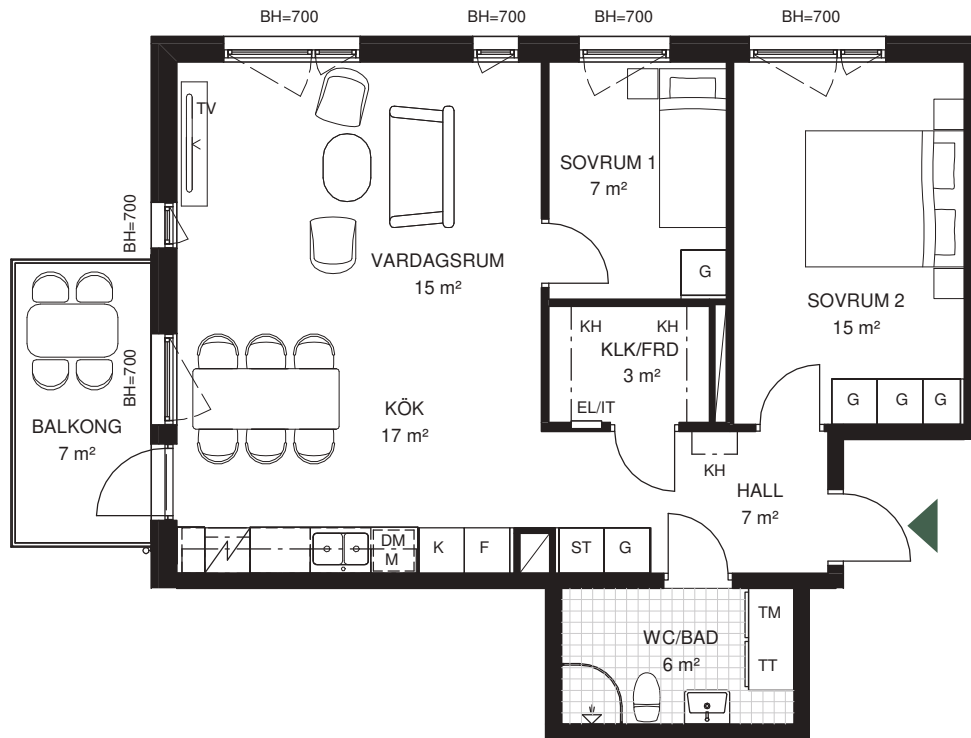 BH=700 BH=700 BH=700 BH=700
TV
SOVRUM 1
7 m²
BH=700
VARDAGSRUM
15 m²
G
SOVRUM 2
15 m²
KH KH
KLK/FRD
3 m²
BH=700
EL/IT
G G G
KÖK
17 m²
BALKONG
7 m²
KH
HALL
7 m²
DM
M
K F ST G
WC/BAD
6 m²
TM
TT